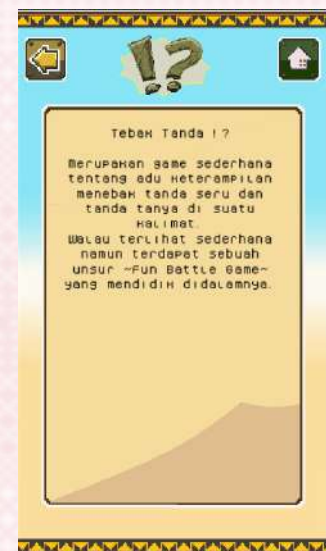 !?
Tebak Tanda !?
Merupakan game sederhana
tentang adu keterampilan
menebak tanda seru dan
tanda tanya di suatu
kalimat.
Walau terlihat sederhana
namun terdapat sebuah
unsur ~Fun Battle Game~
yang mendidik didalamnya.